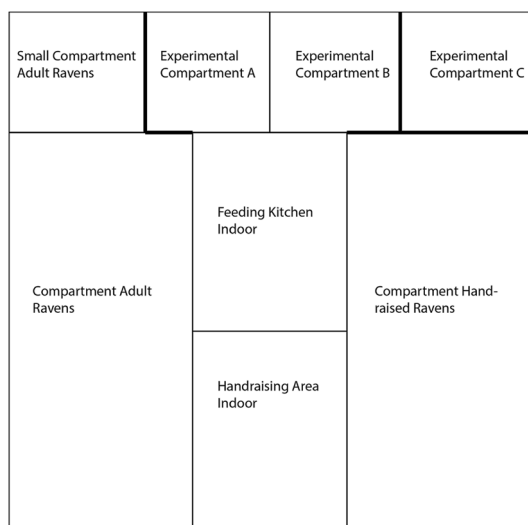 Small Compartment
Adult Ravens
Experimental
Compartment A
Experimental
Compartment B
Experimental
Compartment C
Feeding Kitchen
Indoor
Compartment Adult
Ravens
Compartment Hand-
raised Ravens
Handraising Area
Indoor